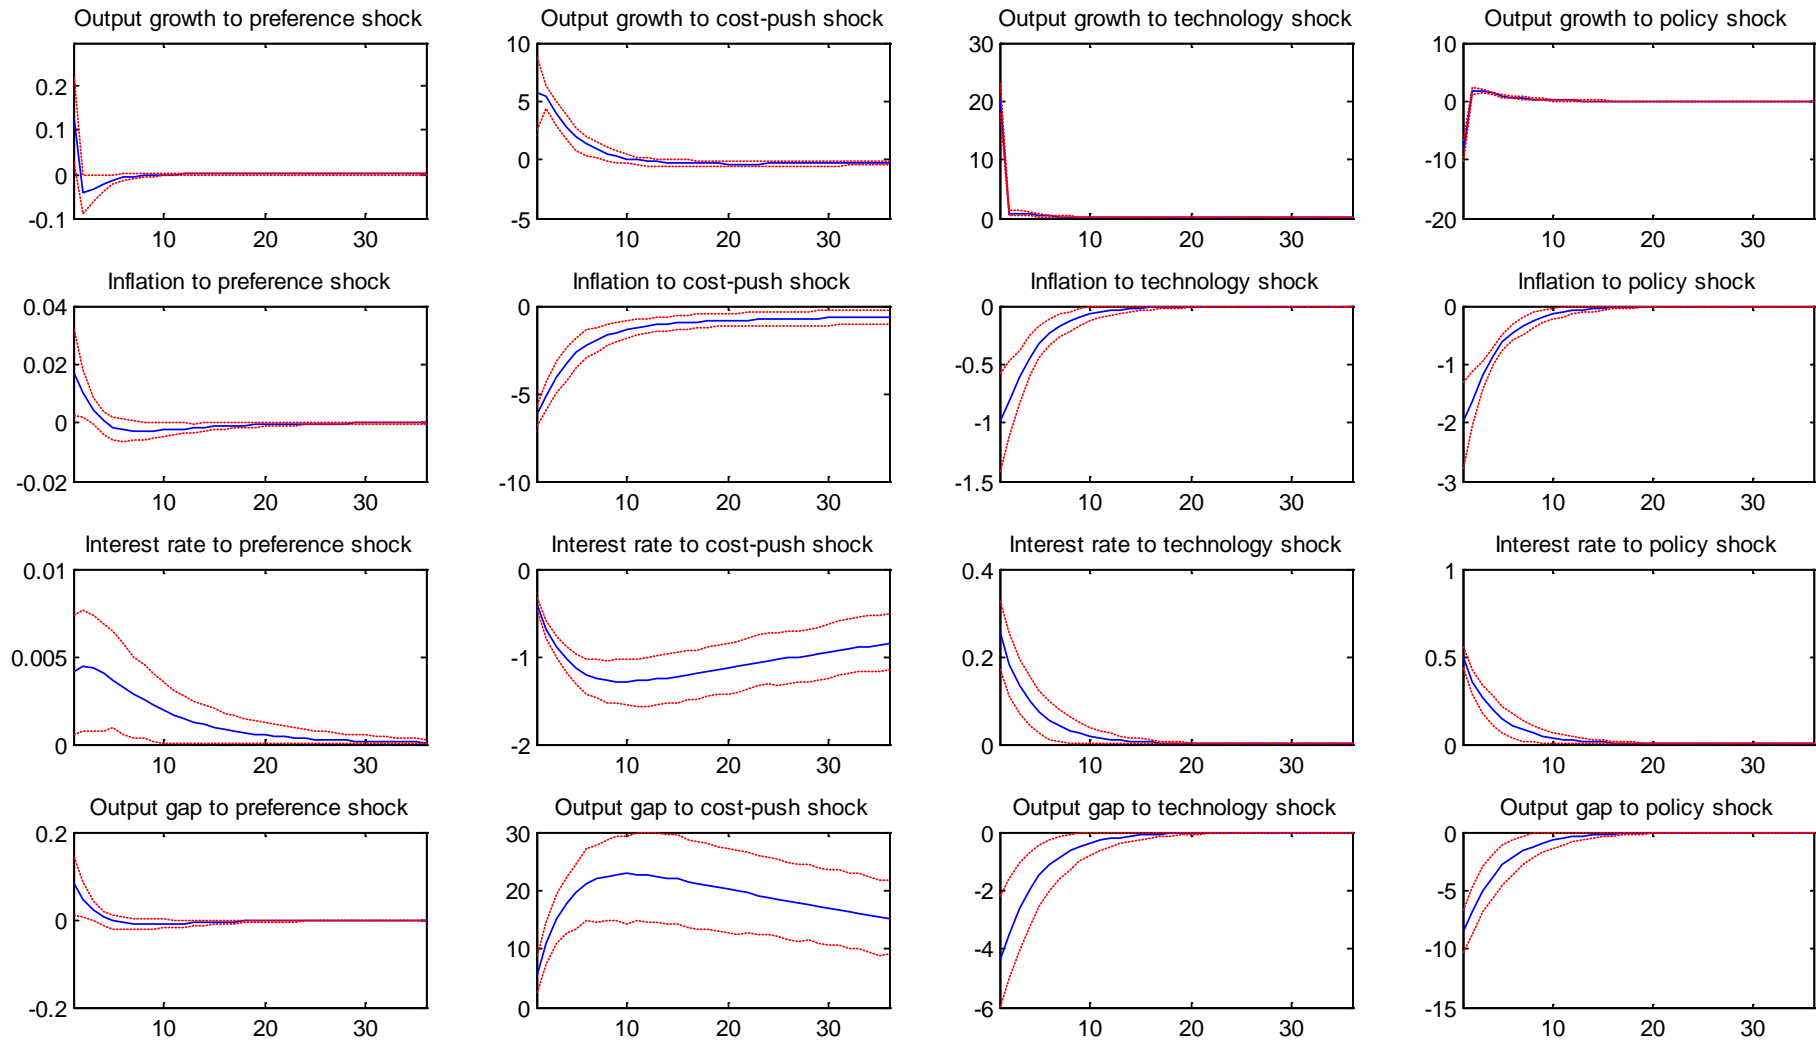 Output growth to preference shock
0.2
0.1
0
-0.1
10 20 30
Output growth to cost-push shock
10
5
0
-5
10 20 30
Output growth to technology shock
30
20
10
0
10 20 30
Output growth to policy shock
10
0
-10
-20
10 20 30
Inflation to preference shock
0.04
0.02
0
-0.02
10 20 30
Inflation to cost-push shock
0
-5
-10
10 20 30
Inflation to technology shock
0
-0.5
-1
-1.5
10 20 30
Inflation to policy shock
0
-1
-2
-3
10 20 30
Interest rate to preference shock
0.01
0.005
0
10 20 30
Interest rate to cost-push shock
0
-1
-2
10 20 30
Interest rate to technology shock
0.4
0.2
0
10 20 30
Interest rate to policy shock
1
0.5
0
10 20 30
Output gap to preference shock
0.2
0
-0.2
10 20 30
Output gap to cost-push shock
30
20
10
0
10 20 30
Output gap to technology shock
0
-2
-4
-6
10 20 30
Output gap to policy shock
0
-5
-10
-15
10 20 30